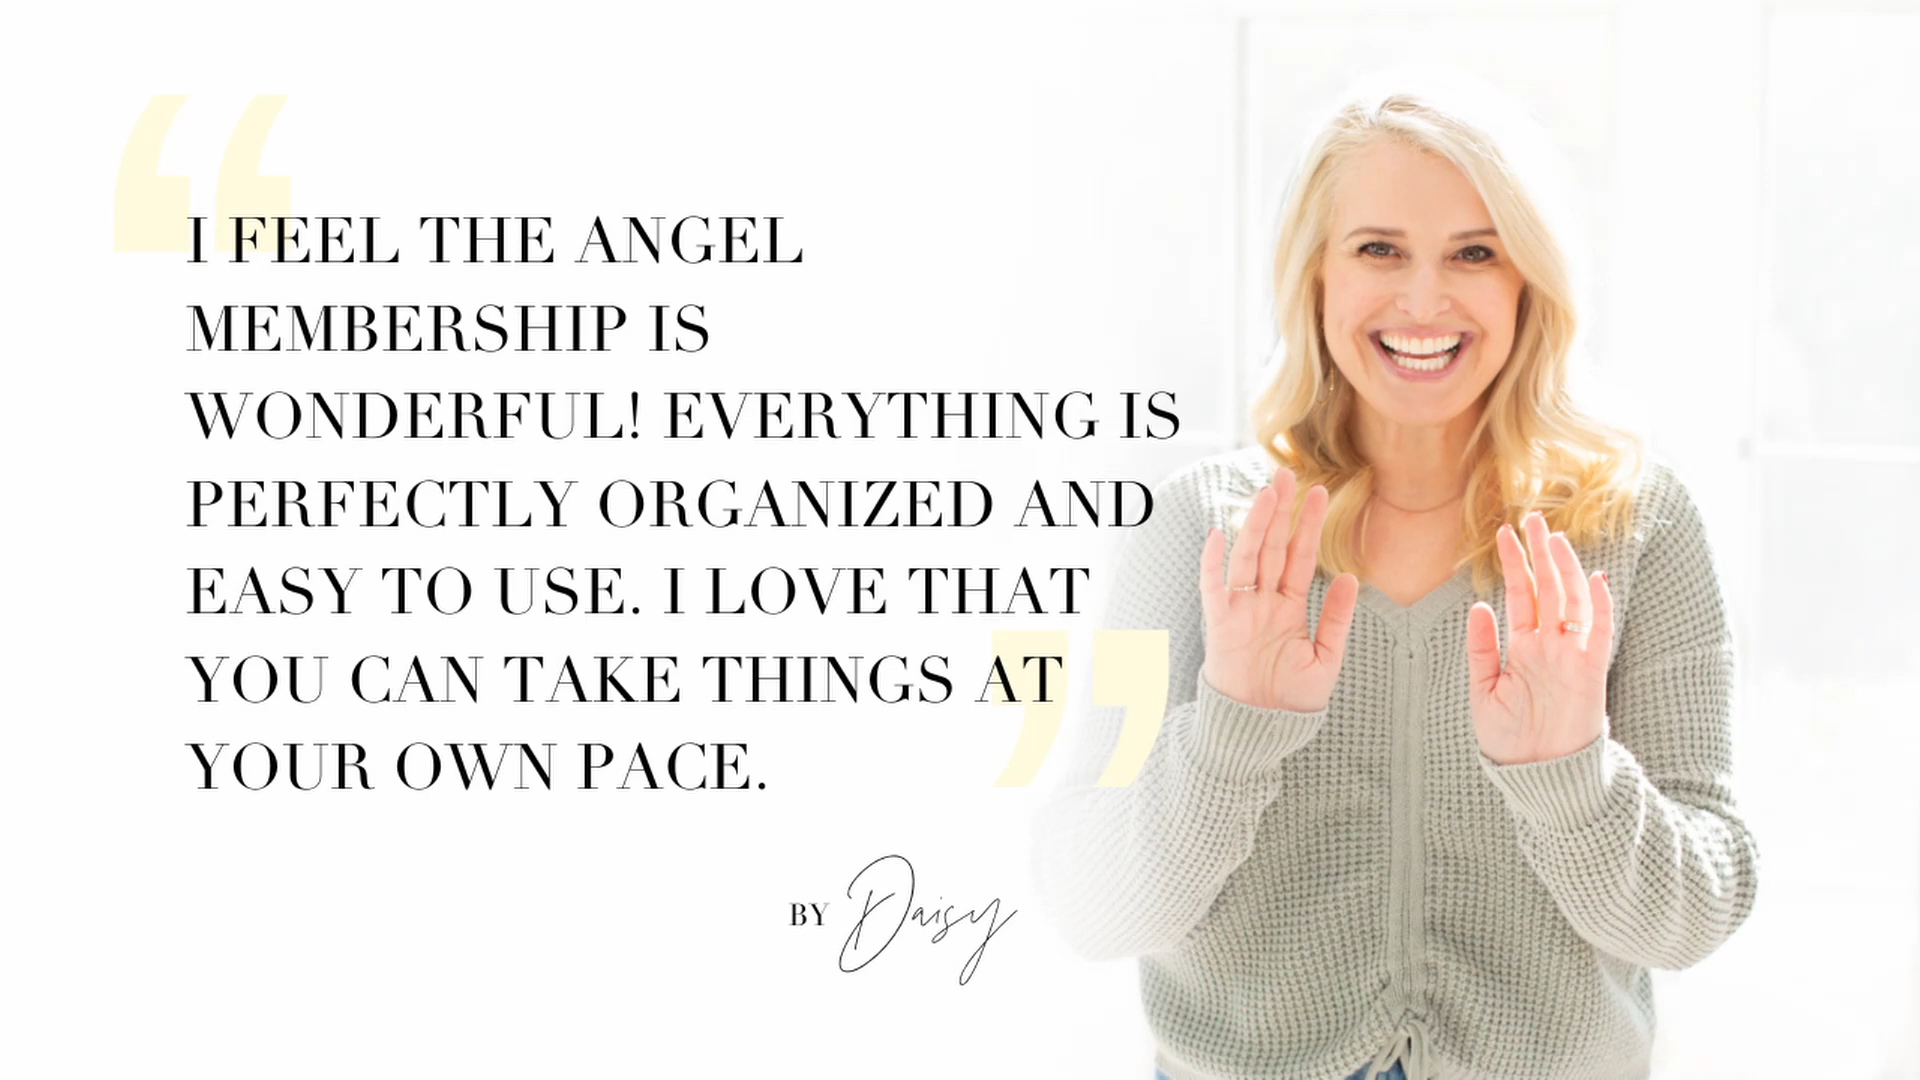 “
I FEEL THE ANGEL
MEMBERSHIP IS
WONDERFUL! EVERYTHING IS
PERFECTLY ORGANIZED AND
EASY TO USE. I LOVE THAT
YOU CAN TAKE THINGS AT
YOUR OWN PACE.
”
BY Daisy